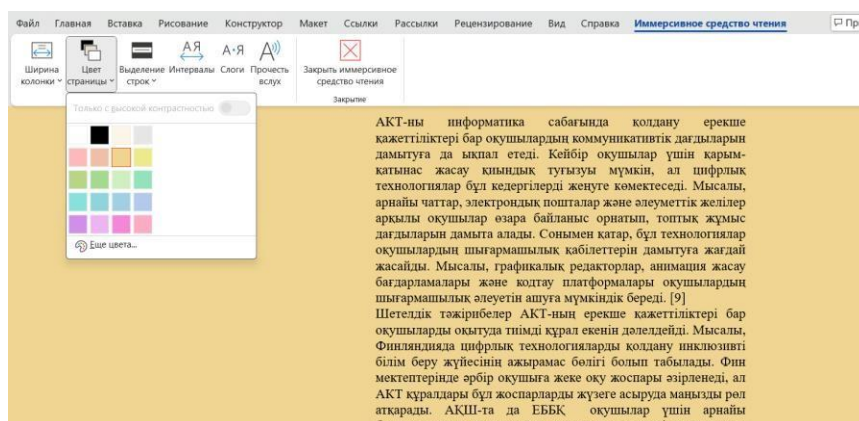 Файл Главная Вставка Рисование Конструктор Макет Ссылки Рассылки Рецензирование Вид Справка Иммерсивное средство чтения Пр
Ширина колонки
Цвет страницы
Выделение строк
Интервалы
Слоги
Прочесть вслух
Закрыть иммерсивное средство чтения
Закрытие
Только с высокой контрастностью
Еще цвета...
АКТ-ны информатика сабағында қолдану ерекше
қажеттіліктері бар оқушылардың коммуникативтік дағдыларын
дамытуға да ықпал етеді. Кейбір оқушылар үшін қарым-
қатынас жасау қиындық туғызуы мүмкін, ал цифрлық
технологиялар бұл кедергілерді жеңуге көмектеседі. Мысалы,
арнайы чаттар, электрондық пошталар және әлеуметтік желілер
арқылы оқушылар өзара байланыс орнатып, топтық жұмыс
дағдыларын дамыта алады. Сонымен қатар, бұл технологиялар
оқушылардың шығармашылық қабілеттерін дамытуға жағдай
жасайды. Мысалы, графикалық редакторлар, анимация жасау
бағдарламалары және кодтау платформалары оқушылардың
шығармашылық әлеуетін ашуға мүмкіндік береді. [9]
Шетелдік тәжірибелер АКТ-ның ерекше қажеттіліктері бар
оқушыларды оқытуда тиімді құрал екенін дәлелдейді. Мысалы,
Финляндияда цифрлық технологияларды қолдану инклюзивті
білім беру жүйесінің ажырамас бөлігі болып табылады. Фин
мектептерінде әрбір оқушыға жеке оқу жоспары әзірленеді, ал
АКТ құралдары бұл жоспарларды жүзеге асыруда маңызды рөл
атқарады. АҚШ-та да ЕББҚ оқушылар үшін арнайы